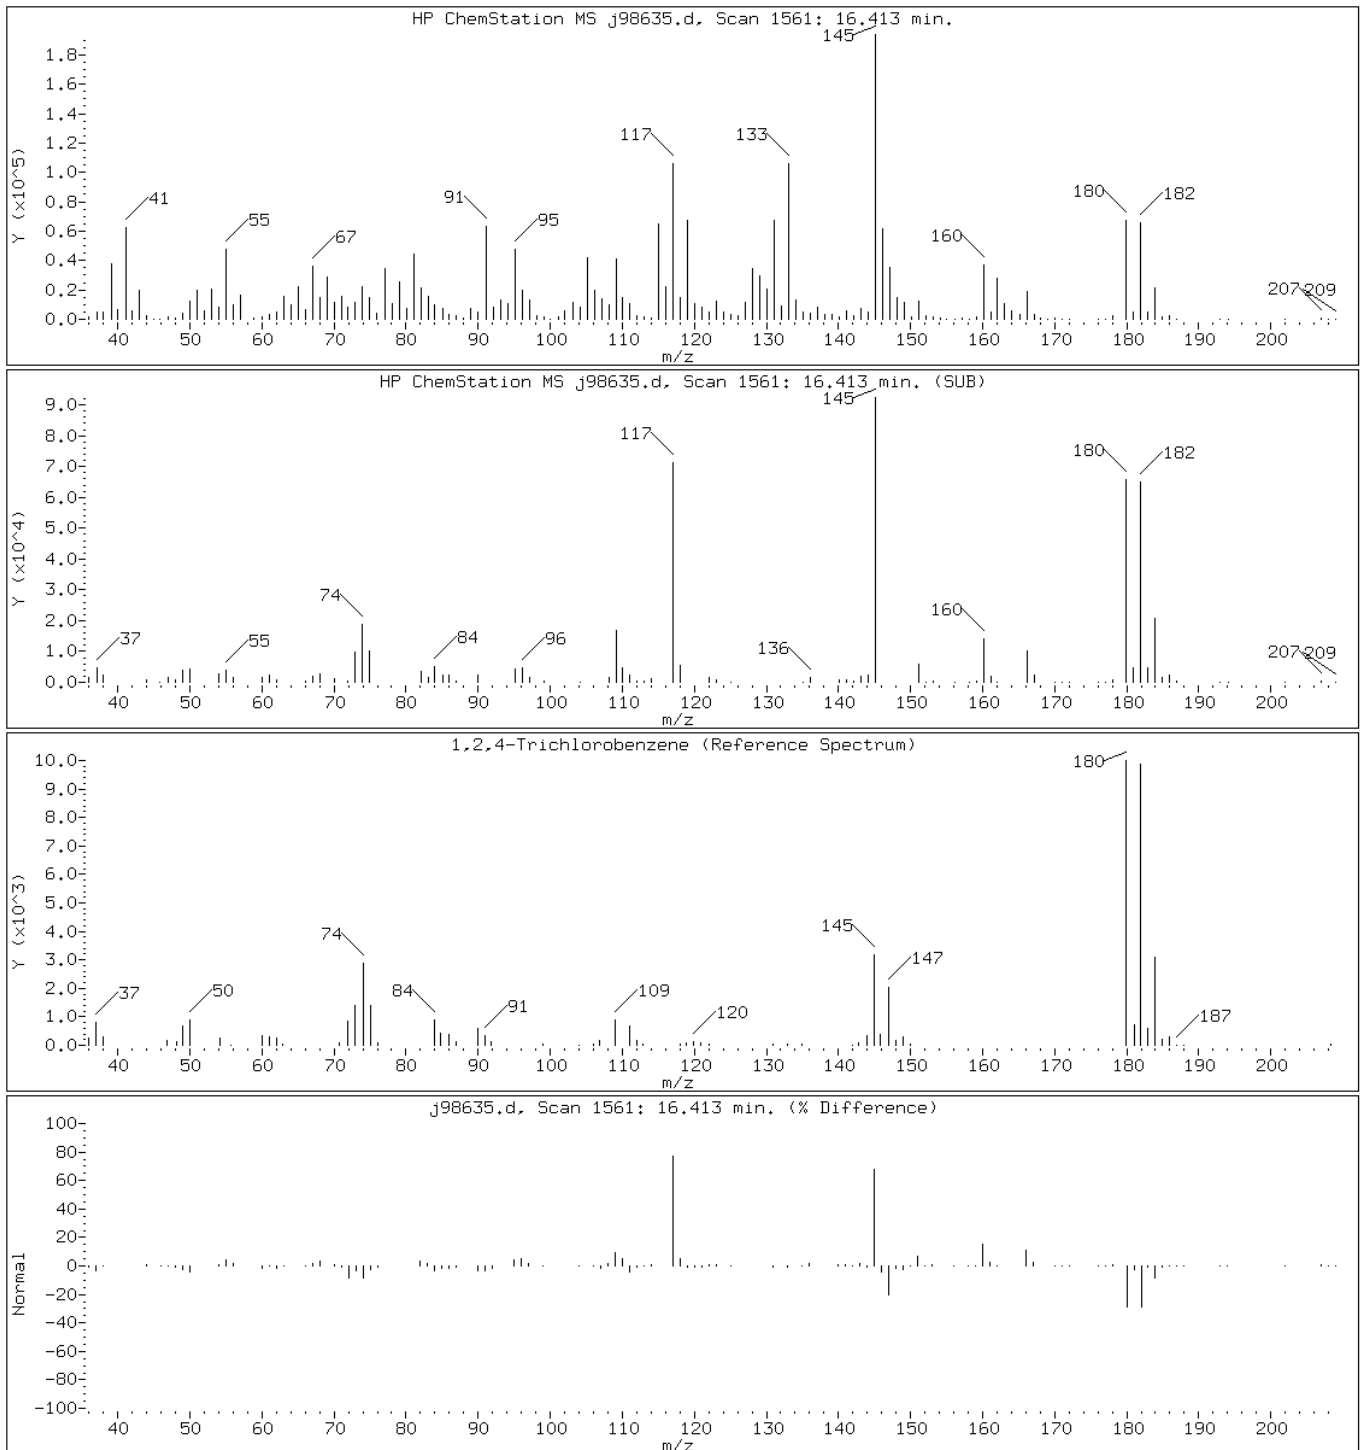 HP ChemStation MS j98635.d, Scan 1561: 16.413 min.
Y (x10^5)
1.8
1.6
1.4
1.2
1.0
0.8
0.6
0.4
0.2
0.0
41 55 67 91 95 117 133 145 160 180 182 207 209
40 50 60 70 80 90 100 110 120 130 140 150 160 170 180 190 200
m/z
HP ChemStation MS j98635.d, Scan 1561: 16.413 min. (SUB)
Y (x10^4)
9.0
8.0
7.0
6.0
5.0
4.0
3.0
2.0
1.0
0.0
37 55 74 84 96 117 136 145 160 180 182 207 209
40 50 60 70 80 90 100 110 120 130 140 150 160 170 180 190 200
m/z
1,2,4-Trichlorobenzene (Reference Spectrum)
Y (x10^3)
10.0
9.0
8.0
7.0
6.0
5.0
4.0
3.0
2.0
1.0
0.0
37 50 74 84 91 109 120 145 147 180 187
40 50 60 70 80 90 100 110 120 130 140 150 160 170 180 190 200
m/z
j98635.d, Scan 1561: 16.413 min. (% Difference)
Normal
100
80
60
40
20
0
-20
-40
-60
-80
-100
40 50 60 70 80 90 100 110 120 130 140 150 160 170 180 190 200
m/z